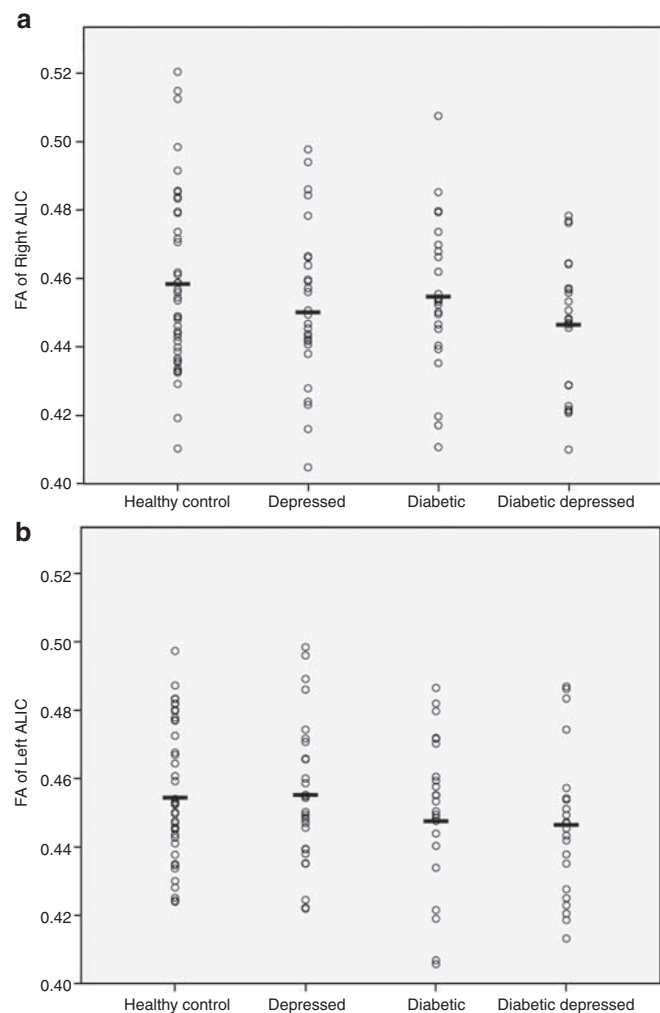 a
0.52
0.50
0.48
0.46
0.44
0.42
0.40
FA of Right ALIC
Healthy control Depressed Diabetic Diabetic depressed
b
0.52
0.50
0.48
0.46
0.44
0.42
0.40
FA of Left ALIC
Healthy control Depressed Diabetic Diabetic depressed